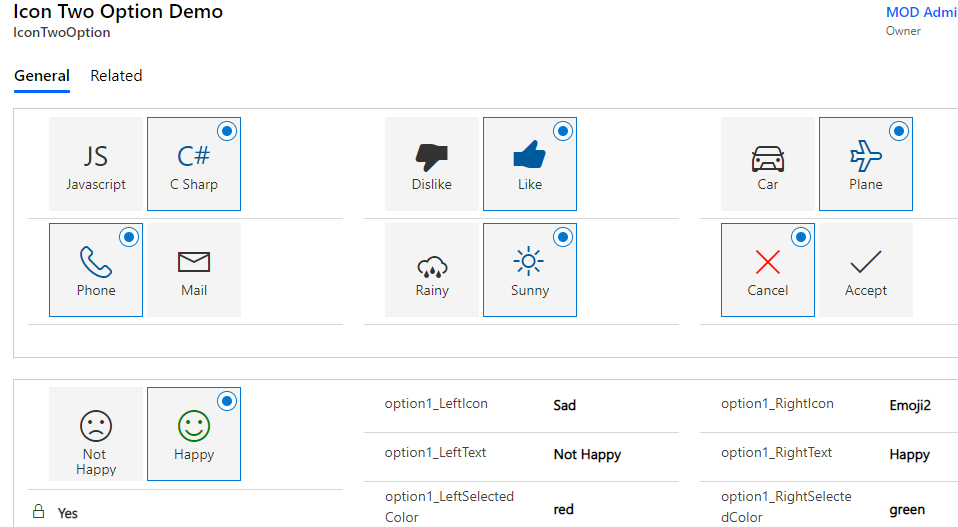 Icon Two Option Demo
IconTwoOption
MOD Admi
Owner
General Related
JS C#
Javascript C Sharp Dislike Like Car Plane
Phone Mail Rainy Sunny Cancel Accept
Not
Happy
Happy
Yes
option1_LeftIcon Sad
option1_LeftText Not Happy
option1_LeftSelected
Color
red
option1_RightIcon Emoji2
option1_RightText Happy
option1_RightSelecte
dColor
green